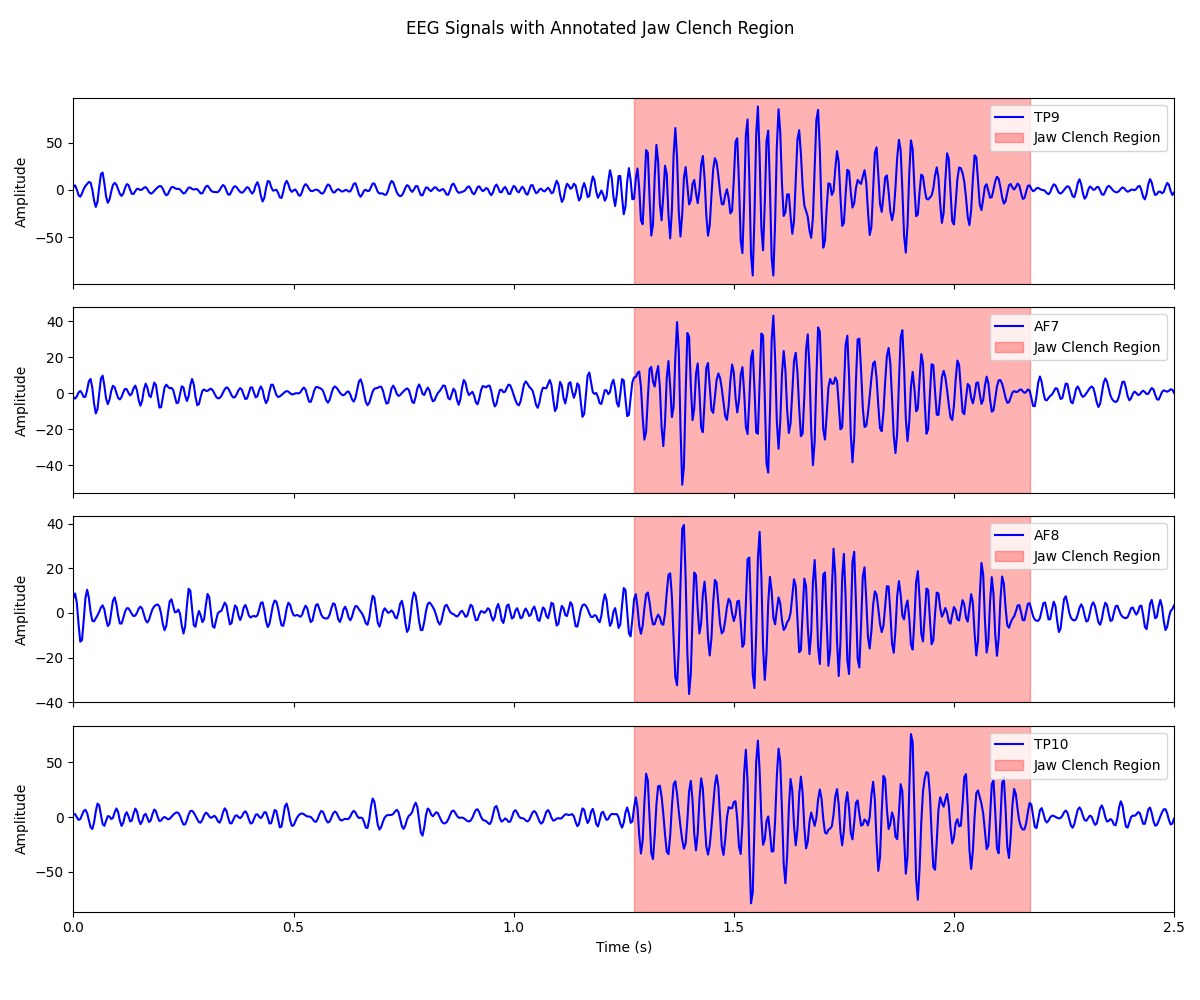 EEG Signals with Annotated Jaw Clench Region
Amplitude
50
0
−50
TP9
Jaw Clench Region
Amplitude
40
20
0
−20
−40
AF7
Jaw Clench Region
Amplitude
40
20
0
−20
−40
AF8
Jaw Clench Region
Amplitude
50
0
−50
TP10
Jaw Clench Region
0.0 0.5 1.0 1.5 2.0 2.5
Time (s)